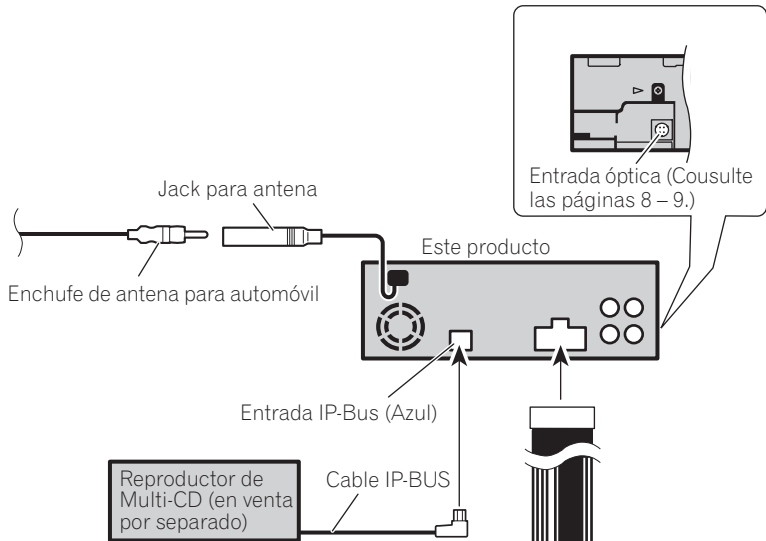 Entrada óptica (Cousulte
las páginas 8 – 9.)
Jack para antena
Este producto
Enchufe de antena para automóvil
Entrada IP-Bus (Azul)
Reproductor de
Multi-CD (en venta
por separado)
Cable IP-BUS